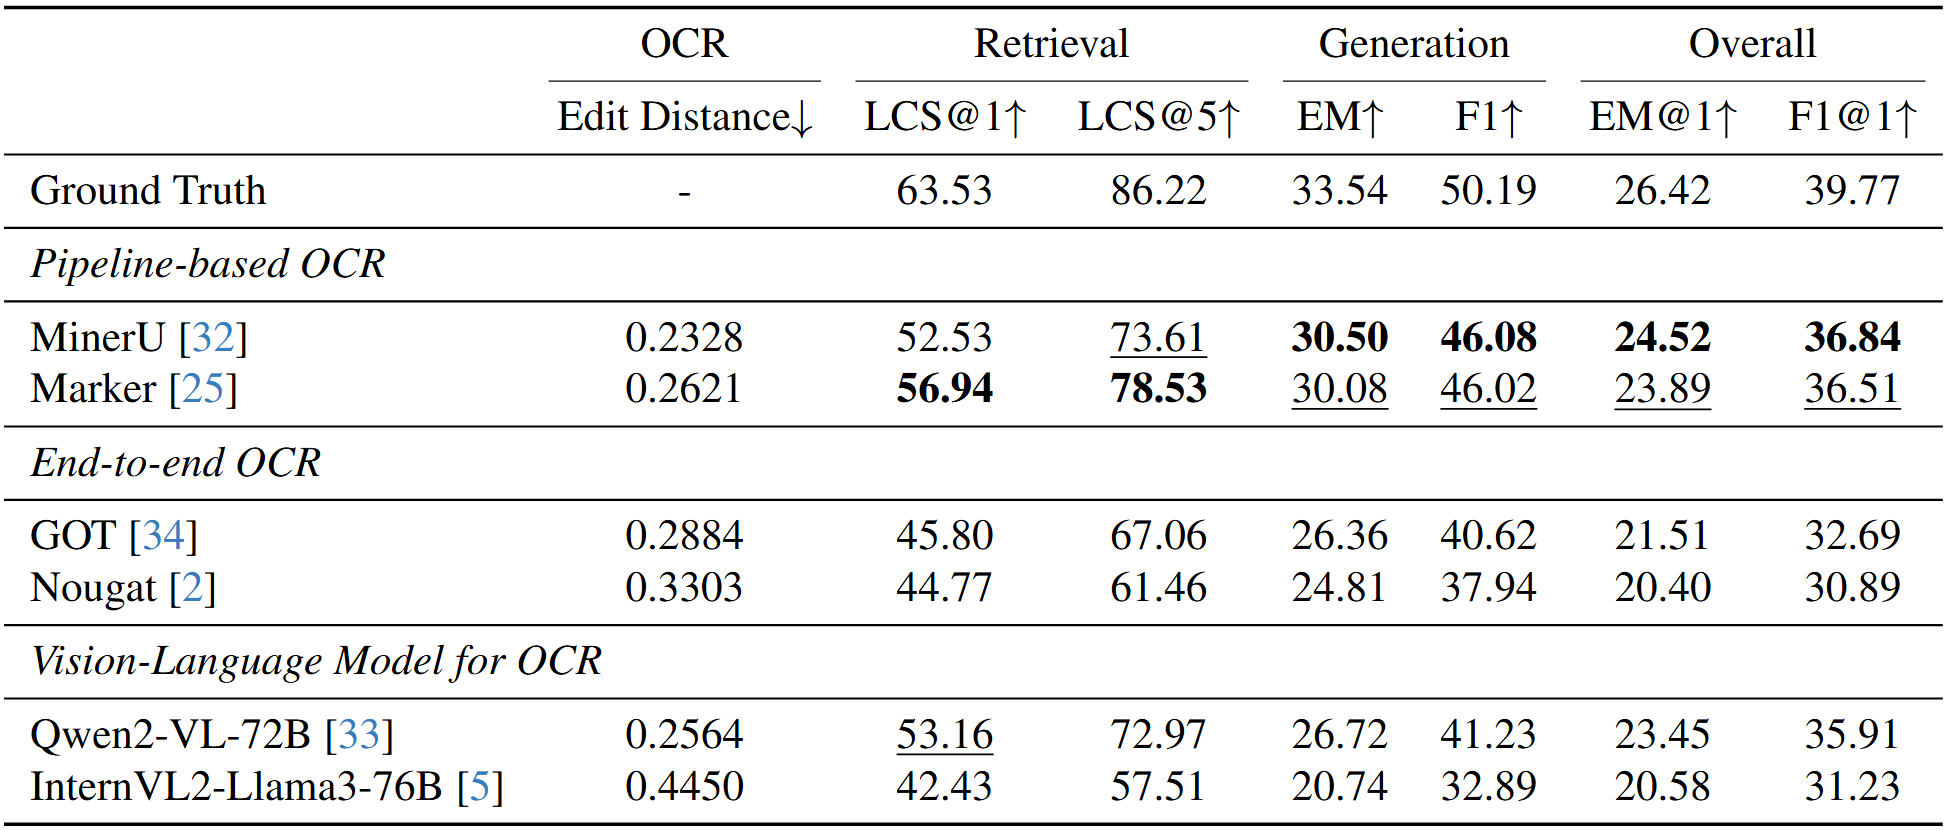 OCR Retrieval Generation Overall
Edit Distance↓ LCS@1↑ LCS@5↑ EM↑ F1↑ EM@1↑ F1@1↑
Ground Truth - 63.53 86.22 33.54 50.19 26.42 39.77
Pipeline-based OCR
MinerU [32] 0.2328 52.53 73.61 30.50 46.08 24.52 36.84
Marker [25] 0.2621 56.94 78.53 30.08 46.02 23.89 36.51
End-to-end OCR
GOT [34] 0.2884 45.80 67.06 26.36 40.62 21.51 32.69
Nougat [2] 0.3303 44.77 61.46 24.81 37.94 20.40 30.89
Vision-Language Model for OCR
Qwen2-VL-72B [33] 0.2564 53.16 72.97 26.72 41.23 23.45 35.91
InternVL2-Llama3-76B [5] 0.4450 42.43 57.51 20.74 32.89 20.58 31.23